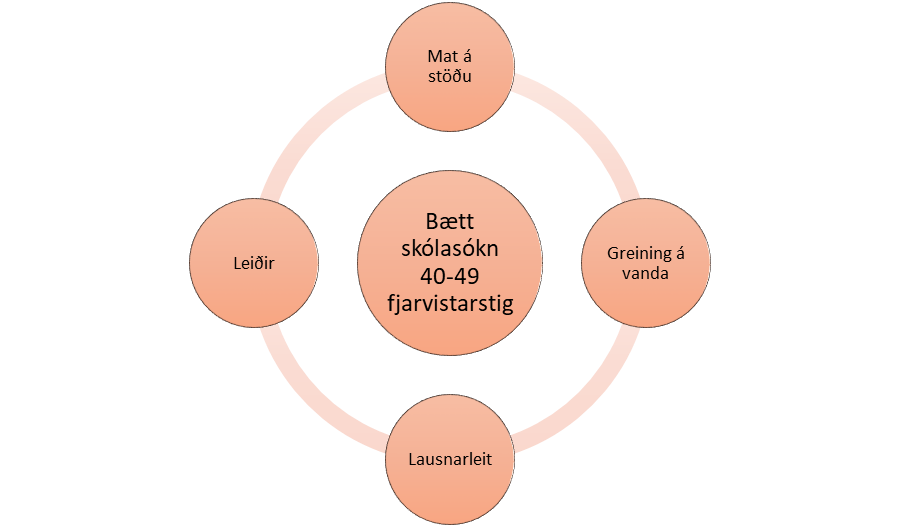 Mat á
stöðu
Bætt
skólasókn
40-49
fjarvistarstig
Greining á
vanda
Leiðir
Lausnarleit